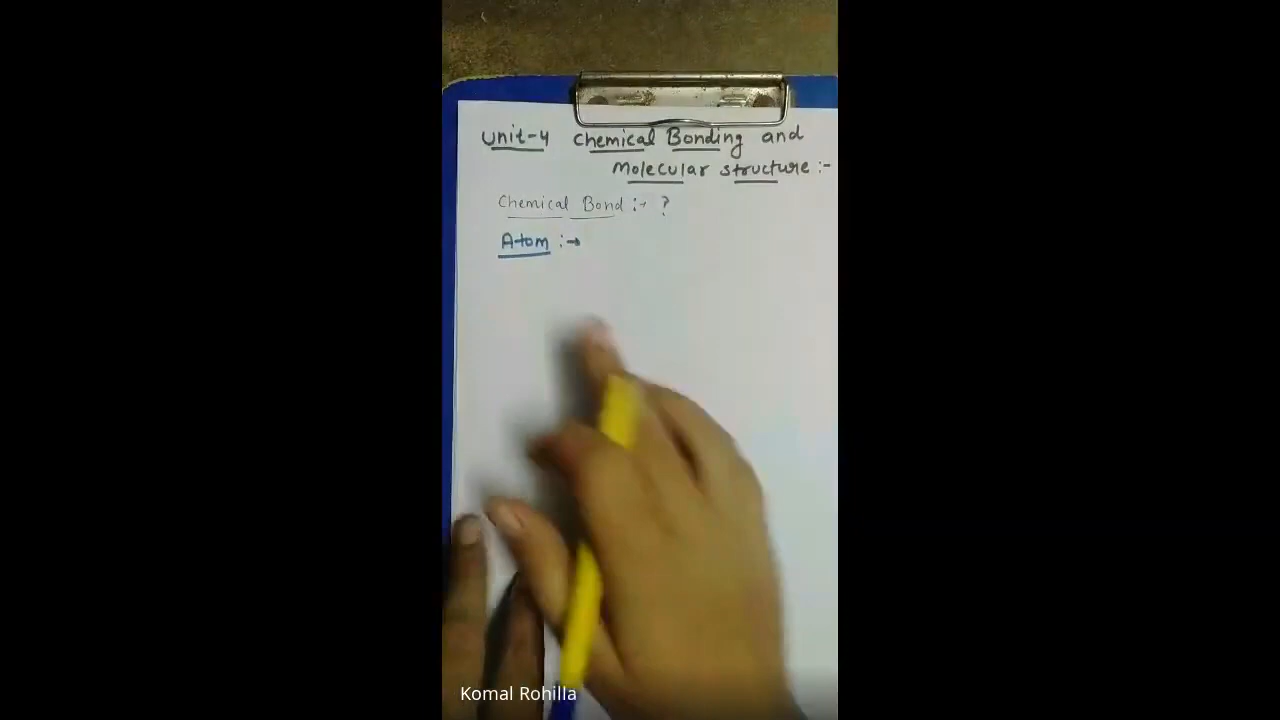 Unit-4 Chemical Bonding and
Molecular structure :-
Chemical Bond :- ?
Atom :→
Komal Rohilla